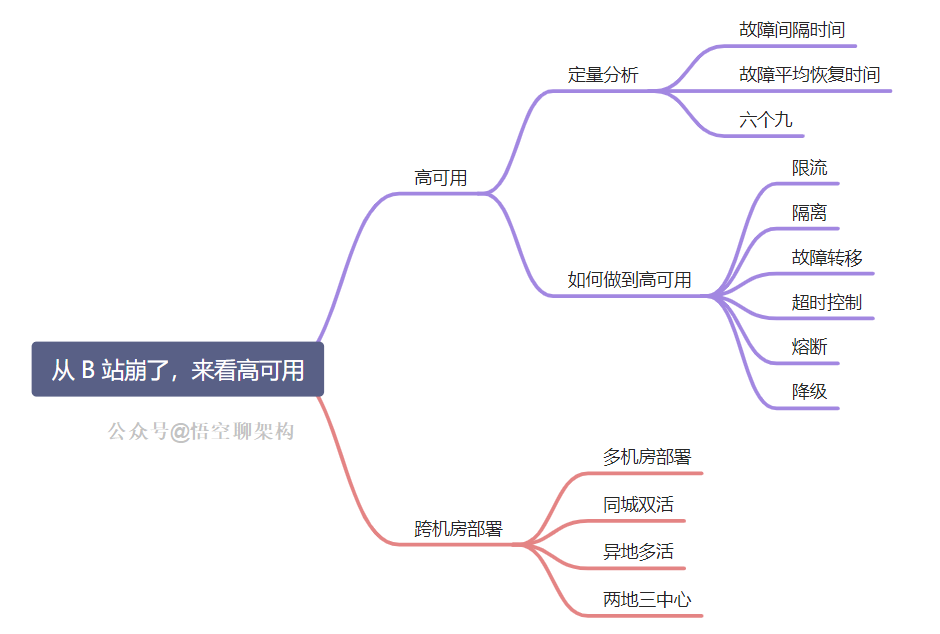 故障间隔时间
定量分析
故障平均恢复时间
六个九
高可用
限流
隔离
如何做到高可用
故障转移
超时控制
熔断
降级
从 B 站崩了，来看高可用
公众号@悟空聊架构
跨机房部署
多机房部署
同城双活
异地多活
两地三中心